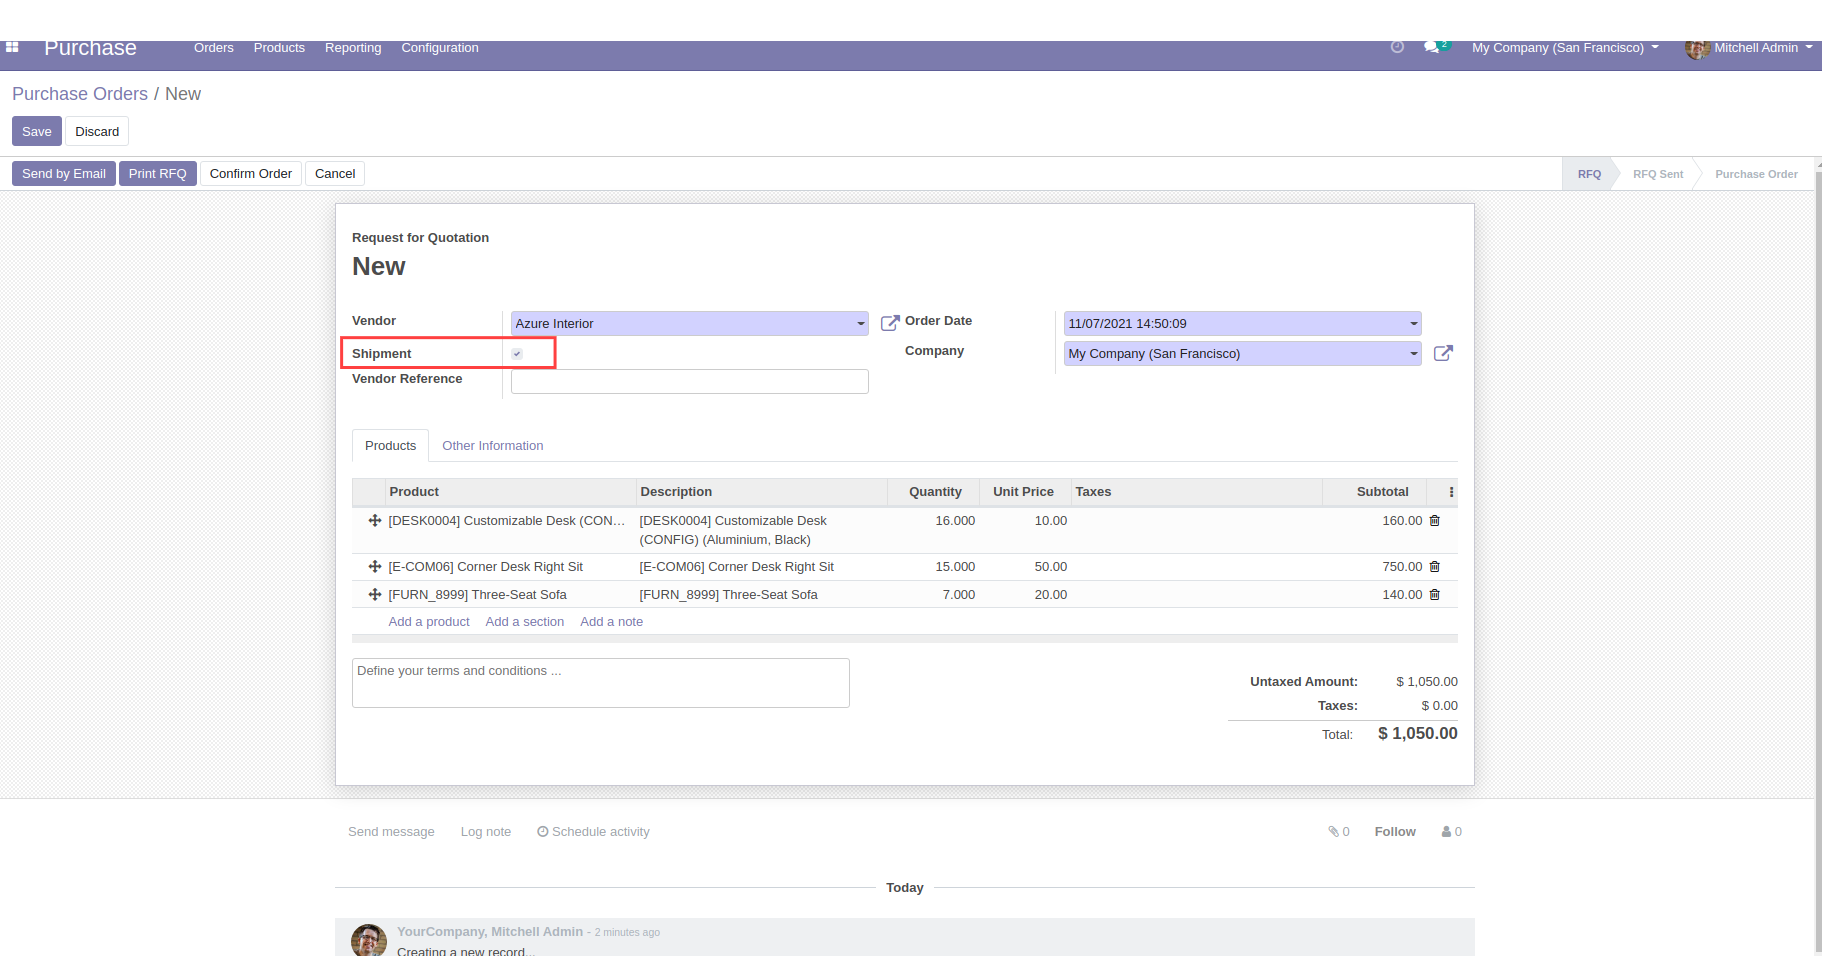 Purchase Orders Products Reporting Configuration 2 My Company (San Francisco) Mitchell Admin
Purchase Orders / New
Save Discard
Send by Email Print RFQ Confirm Order Cancel RFQ RFQ Sent Purchase Order
Request for Quotation
New
Vendor Azure Interior Order Date 11/07/2021 14:50:09
Shipment Company My Company (San Francisco)
Vendor Reference
Products Other Information
Product Description Quantity Unit Price Taxes Subtotal
[DESK0004] Customizable Desk (CON... [DESK0004] Customizable Desk 16.000 10.00 160.00
(CONFIG) (Aluminium, Black)
[E-COM06] Corner Desk Right Sit [E-COM06] Corner Desk Right Sit 15.000 50.00 750.00
[FURN_8999] Three-Seat Sofa [FURN_8999] Three-Seat Sofa 7.000 20.00 140.00
Add a product Add a section Add a note
Define your terms and conditions ...
Untaxed Amount: $ 1,050.00
Taxes: $ 0.00
Total: $ 1,050.00
Send message Log note Schedule activity 0 Follow 0
Today
YourCompany, Mitchell Admin - 2 minutes ago
Creating a new record...